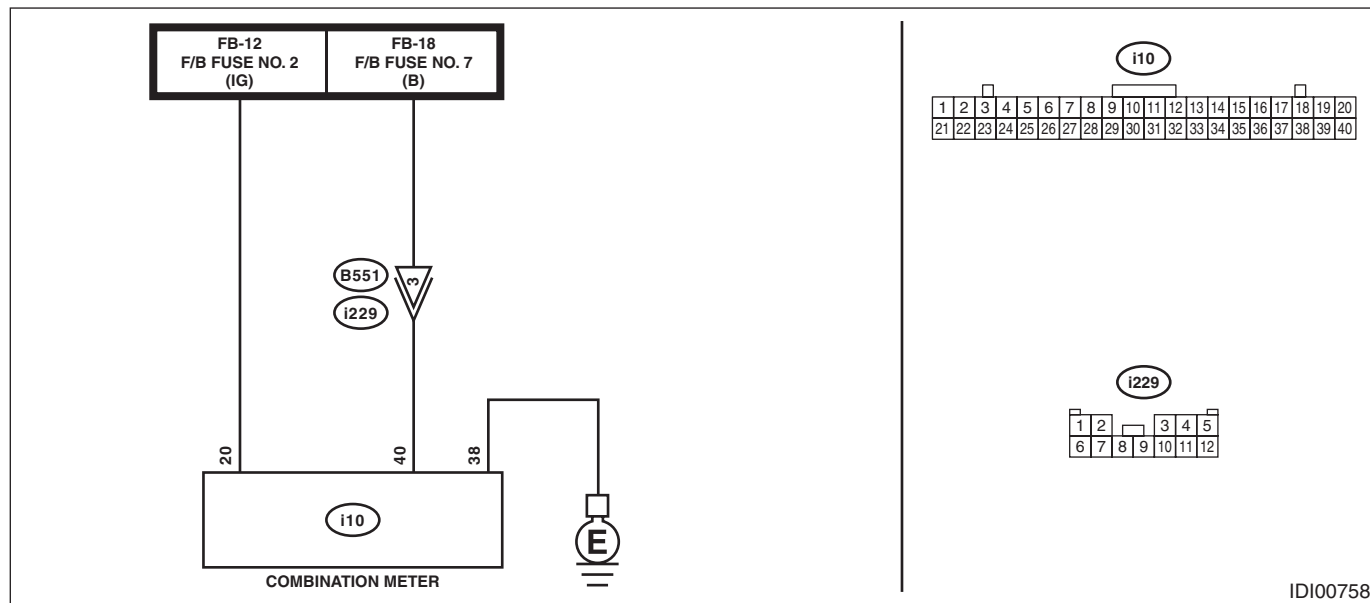 FB-12
F/B FUSE NO. 2
(IG)
FB-18
F/B FUSE NO. 7
(B)
B551
3
i229
20
40
38
i10
E
COMBINATION METER
i10
1 2 3 4 5 6 7 8 9 10 11 12 13 14 15 16 17 18 19 20
21 22 23 24 25 26 27 28 29 30 31 32 33 34 35 36 37 38 39 40
i229
1 2 3 4 5
6 7 8 9 10 11 12
IDI00758